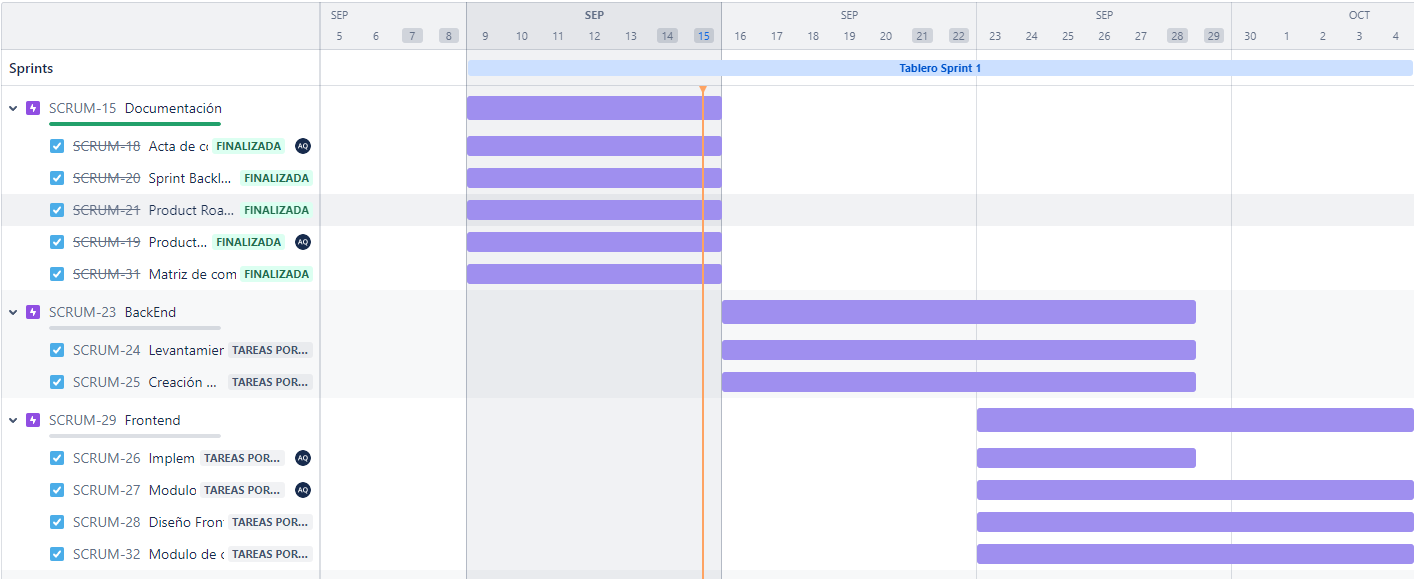 SEP SEP SEP SEP OCT
5 6 7 8 9 10 11 12 13 14 15 16 17 18 19 20 21 22 23 24 25 26 27 28 29 30 1 2 3 4
Sprints Tablero Sprint 1
SCRUM-15 Documentación
SCRUM-18 Acta de co FINALIZADA AQ
SCRUM-20 Sprint Backl... FINALIZADA
SCRUM-21 Product Roa... FINALIZADA
SCRUM-19 Product... FINALIZADA AQ
SCRUM-31 Matriz de com FINALIZADA
SCRUM-23 BackEnd
SCRUM-24 Levantamien TAREAS POR...
SCRUM-25 Creación ... TAREAS POR...
SCRUM-29 Frontend
SCRUM-26 Implem TAREAS POR... AQ
SCRUM-27 Modulo TAREAS POR... AQ
SCRUM-28 Diseño Fron TAREAS POR...
SCRUM-32 Modulo de c TAREAS POR...